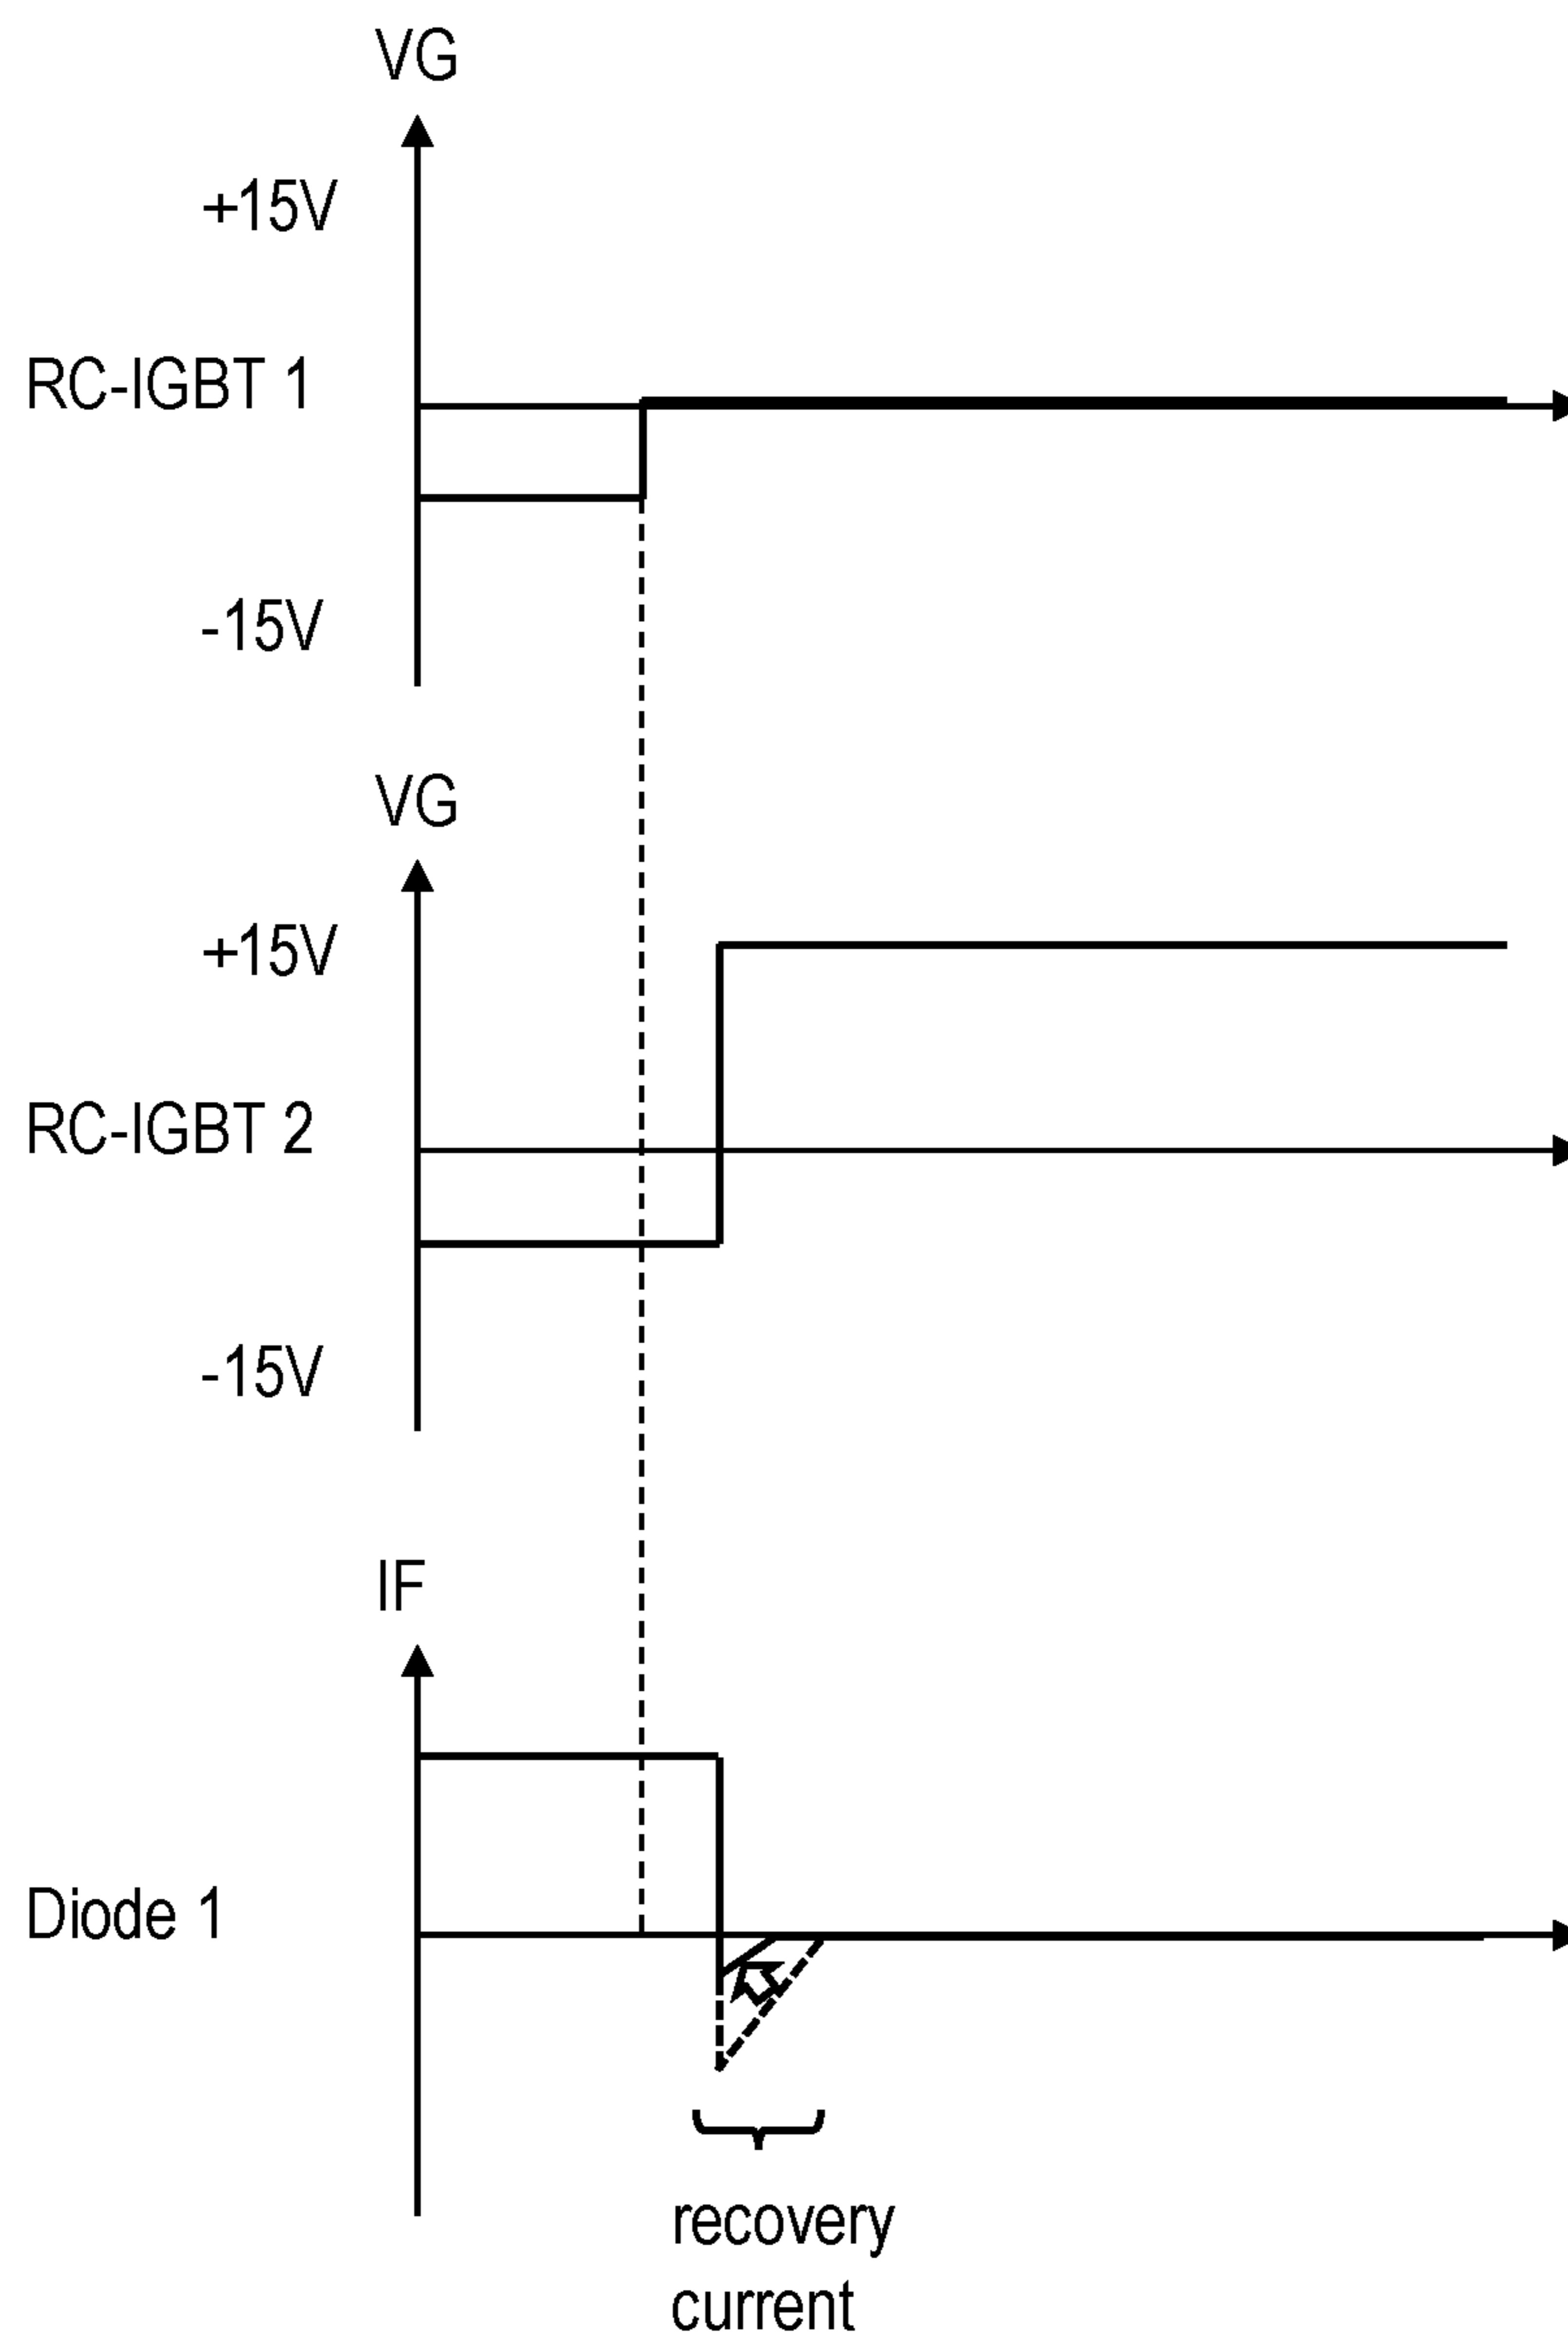 VG
+15V
RC-IGBT 1
-15V
VG
+15V
RC-IGBT 2
-15V
IF
Diode 1
recovery
current